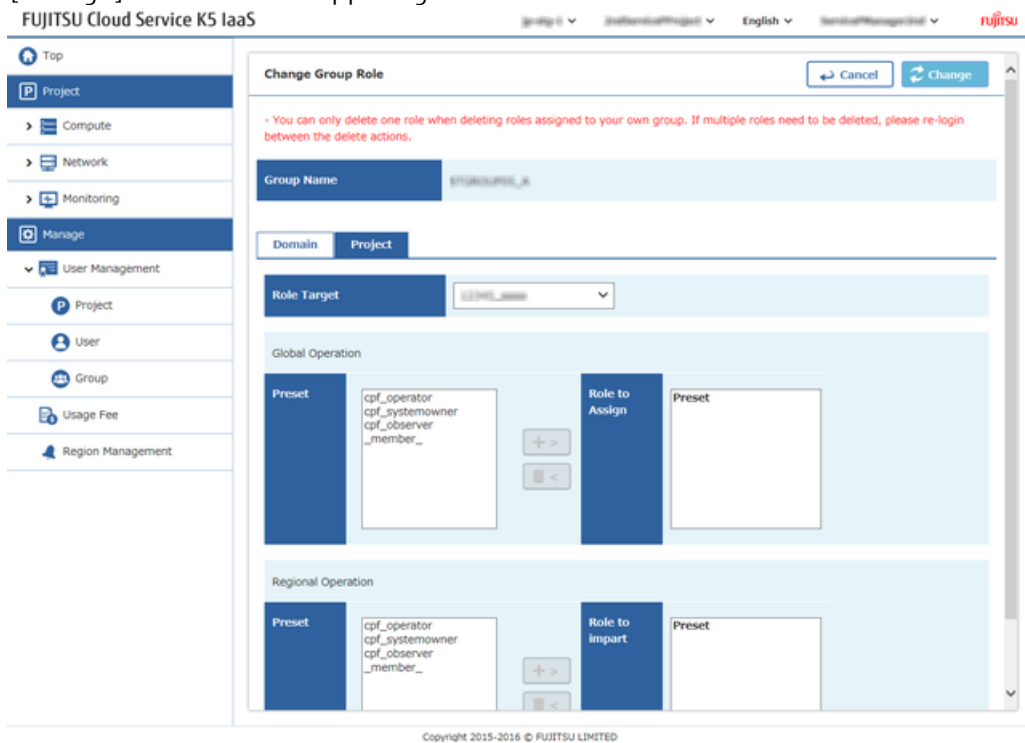 FUJITSU Cloud Service K5 IaaS
English
FUJITSU
Top
Project
Compute
Network
Monitoring
Manage
User Management
Project
User
Group
Usage Fee
Region Management
Change Group Role
Cancel
Change
- You can only delete one role when deleting roles assigned to your own group. If multiple roles need to be deleted, please re-login
between the delete actions.
Group Name
Domain
Project
Role Target
Global Operation
Preset
cpf_operator
cpf_systemowner
cpf_observer
_member_
+ >
<
Role to
Assign
Preset
Regional Operation
Preset
cpf_operator
cpf_systemowner
cpf_observer
_member_
+ >
<
Role to
impart
Preset
Copyright 2015-2016 © FUJITSU LIMITED